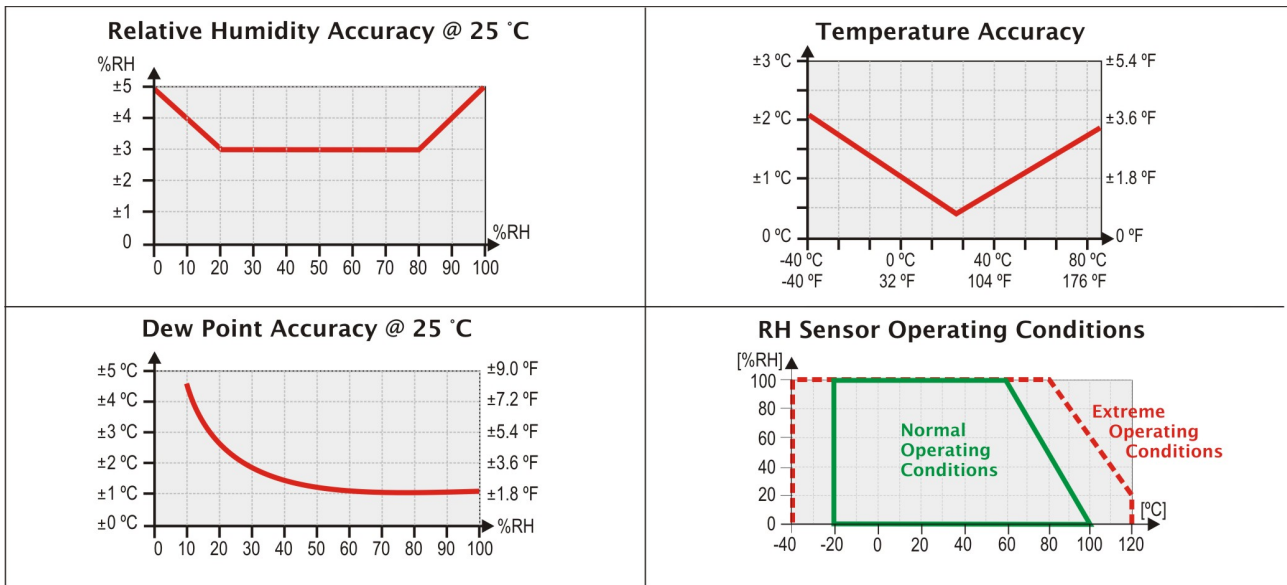 Relative Humidity Accuracy @ 25 °C
%RH
±5
±4
±3
±2
±1
0
%RH
0 10 20 30 40 50 60 70 80 90 100
Temperature Accuracy
±3 ºC ±5.4 ºF
±2 ºC ±3.6 ºF
±1 ºC ±1.8 ºF
0 ºC 0 ºF
-40 ºC 0 ºC 40 ºC 80 ºC
-40 ºF 32 ºF 104 ºF 176 ºF
Dew Point Accuracy @ 25 °C
±5 ºC ±9.0 ºF
±4 ºC ±7.2 ºF
±3 ºC ±5.4 ºF
±2 ºC ±3.6 ºF
±1 ºC ±1.8 ºF
±0 ºC %RH
0 10 20 30 40 50 60 70 80 90 100
RH Sensor Operating Conditions
[%RH]
100
80
60
40
20
0
Normal
Operating
Conditions
Extreme
Operating
Conditions
[ºC]
-40 -20 0 20 40 60 80 100 120